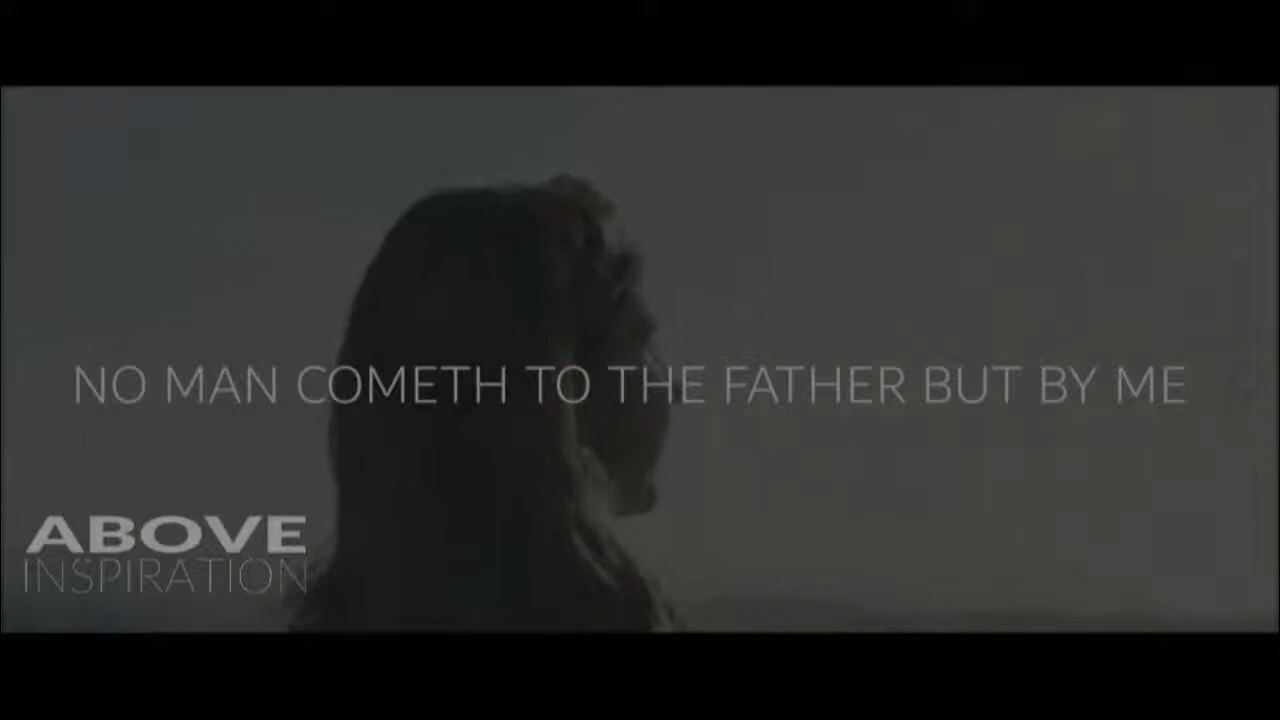 NO MAN COMETH TO THE FATHER BUT BY ME
ABOVE
INSPIRATION